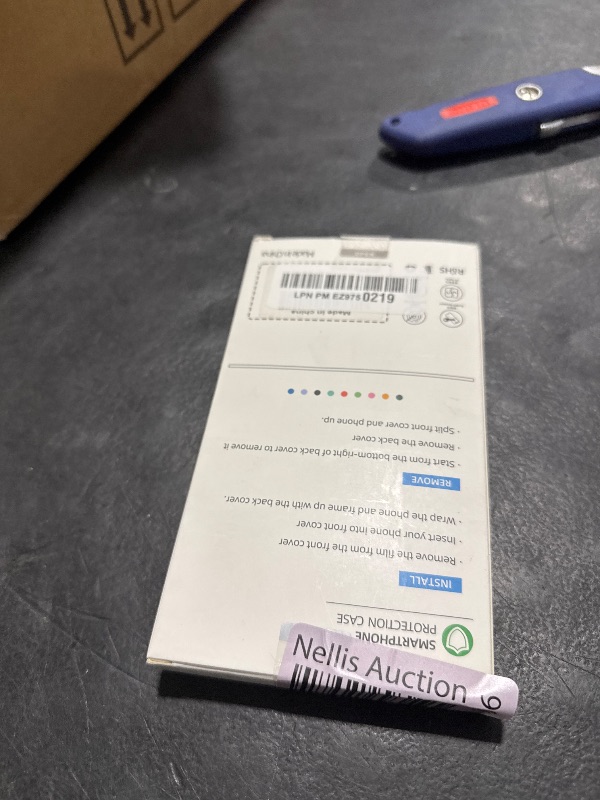 Nellis Auction
SMARTPHONE
PROTECTION CASE
INSTALL
- Remove the film from the front cover
- Insert your phone into front cover
- Wrap the phone and frame up with the back cover.
REMOVE
- Start from the bottom-right of back cover to remove it
- Remove the back cover
- Split front cover and phone up.
Made in china
LPN PM EZ9760219
RoHS